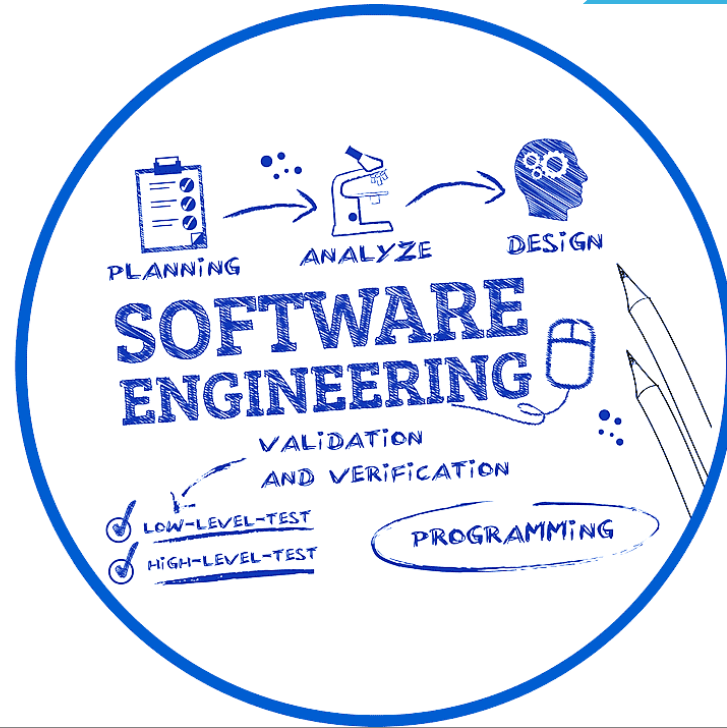 PLANNiNG
ANALYZE
DESiGN
SOFTWARE
ENGINEERING
VALiDATiON
AND VERiFiCATiON
LOW-LEVEL-TEST
HiGH-LEVEL-TEST
PROGRAMMiNG